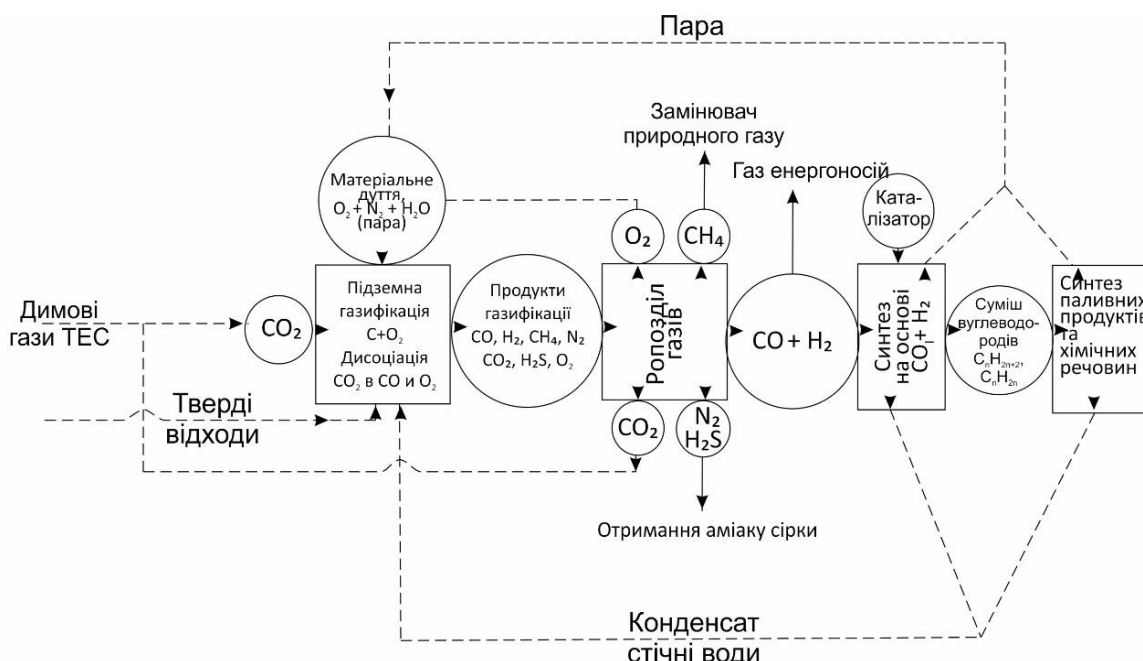 Пара
Замінювач
природного газу
Газ енергоносій
Матеріальне
дуття,
O₂ + N₂ + H₂O
(пара)
O₂
CH₄
Ката-
лізатор
Димові
гази ТЕС
CO₂
Підземна
газифікація
C+O₂
Дисоціація
CO₂ в CO и O₂
Продукти
газифікації
CO, H₂, CH₄, N₂
CO₂, H₂S, O₂
Ропозділ
газів
CO + H₂
Синтез
на основі
CO + H₂
Суміш
вуглеводо-
родів
CₙH₂ₙ₊₂,
CₙH₂ₙ
Синтез
паливних
продуктів
та
хімічних
речовин
Тверді
відходи
CO₂
N₂
H₂S
Отримання аміаку сірки
Конденсат
стічні води